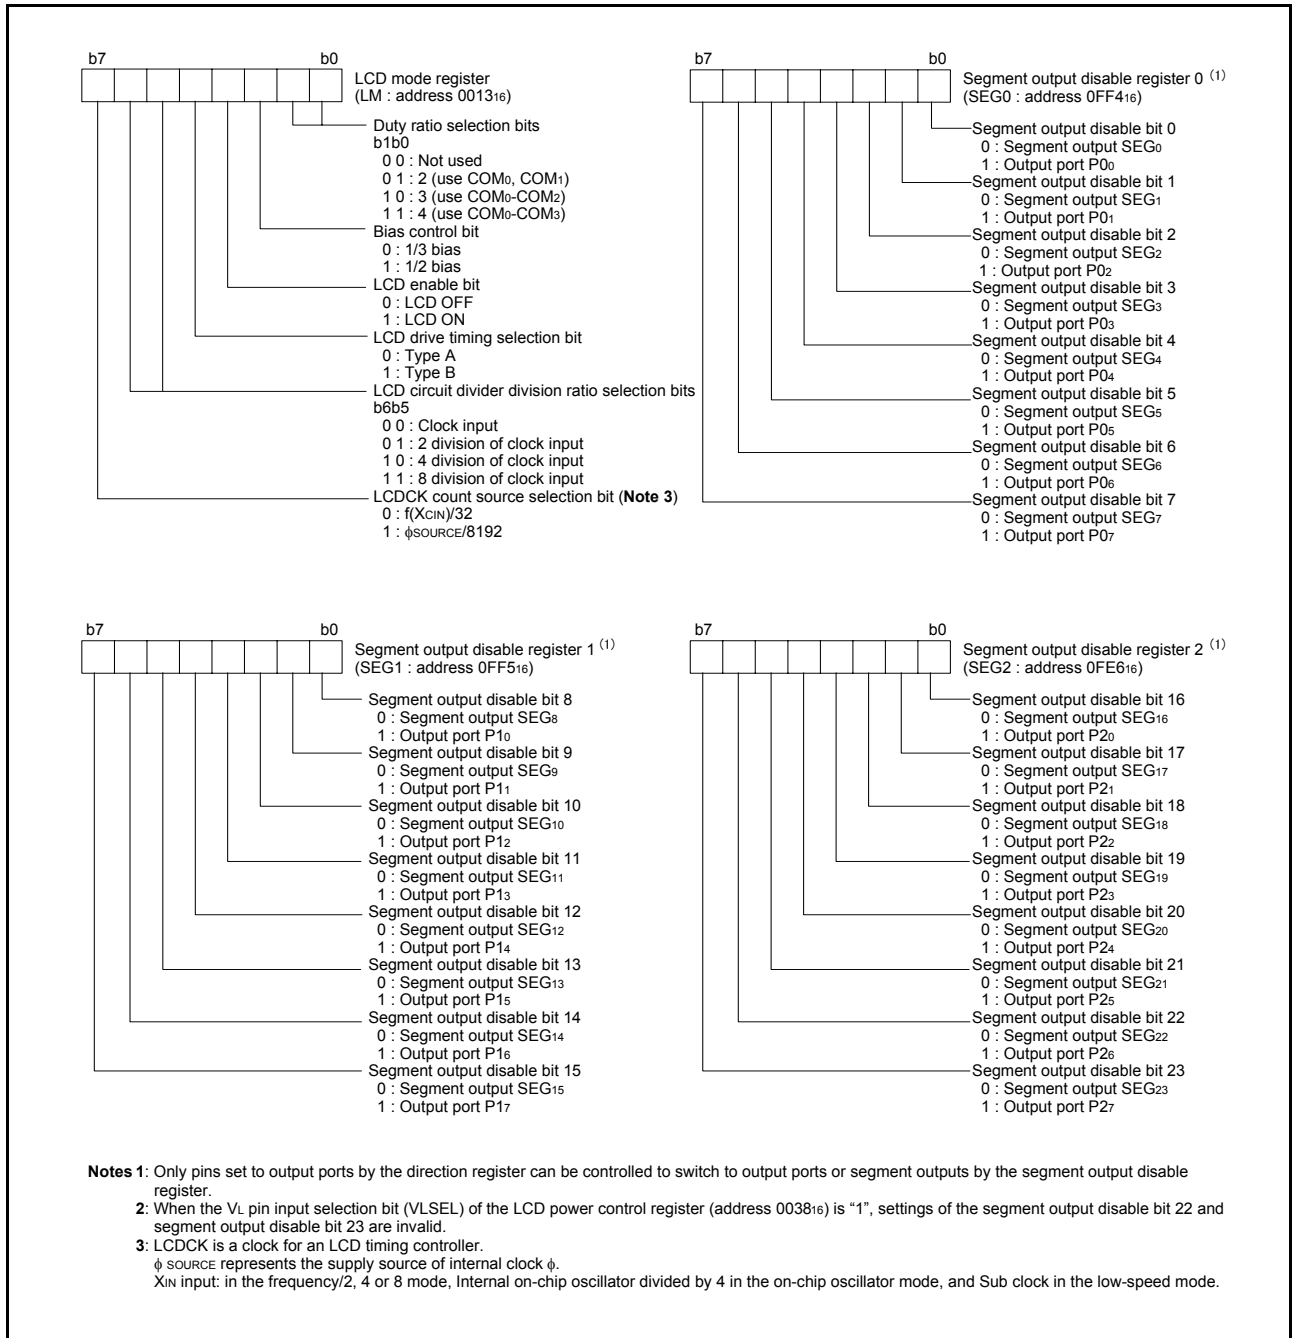 b7 b0
LCD mode register
(LM : address 001316)
Duty ratio selection bits
b1b0
0 0 : Not used
0 1 : 2 (use COM0, COM1)
1 0 : 3 (use COM0-COM2)
1 1 : 4 (use COM0-COM3)
Bias control bit
0 : 1/3 bias
1 : 1/2 bias
LCD enable bit
0 : LCD OFF
1 : LCD ON
LCD drive timing selection bit
0 : Type A
1 : Type B
LCD circuit divider division ratio selection bits
b6b5
0 0 : Clock input
0 1 : 2 division of clock input
1 0 : 4 division of clock input
1 1 : 8 division of clock input
LCDCK count source selection bit (Note 3)
0 : f(XCIN)/32
1 : ϕSOURCE/8192
b7 b0
Segment output disable register 0 (1)
(SEG0 : address 0FF416)
Segment output disable bit 0
0 : Segment output SEG0
1 : Output port P00
Segment output disable bit 1
0 : Segment output SEG1
1 : Output port P01
Segment output disable bit 2
0 : Segment output SEG2
1 : Output port P02
Segment output disable bit 3
0 : Segment output SEG3
1 : Output port P03
Segment output disable bit 4
0 : Segment output SEG4
1 : Output port P04
Segment output disable bit 5
0 : Segment output SEG5
1 : Output port P05
Segment output disable bit 6
0 : Segment output SEG6
1 : Output port P06
Segment output disable bit 7
0 : Segment output SEG7
1 : Output port P07
b7 b0
Segment output disable register 1 (1)
(SEG1 : address 0FF516)
Segment output disable bit 8
0 : Segment output SEG8
1 : Output port P10
Segment output disable bit 9
0 : Segment output SEG9
1 : Output port P11
Segment output disable bit 10
0 : Segment output SEG10
1 : Output port P12
Segment output disable bit 11
0 : Segment output SEG11
1 : Output port P13
Segment output disable bit 12
0 : Segment output SEG12
1 : Output port P14
Segment output disable bit 13
0 : Segment output SEG13
1 : Output port P15
Segment output disable bit 14
0 : Segment output SEG14
1 : Output port P16
Segment output disable bit 15
0 : Segment output SEG15
1 : Output port P17
b7 b0
Segment output disable register 2 (1)
(SEG2 : address 0FE616)
Segment output disable bit 16
0 : Segment output SEG16
1 : Output port P20
Segment output disable bit 17
0 : Segment output SEG17
1 : Output port P21
Segment output disable bit 18
0 : Segment output SEG18
1 : Output port P22
Segment output disable bit 19
0 : Segment output SEG19
1 : Output port P23
Segment output disable bit 20
0 : Segment output SEG20
1 : Output port P24
Segment output disable bit 21
0 : Segment output SEG21
1 : Output port P25
Segment output disable bit 22
0 : Segment output SEG22
1 : Output port P26
Segment output disable bit 23
0 : Segment output SEG23
1 : Output port P27
Notes 1: Only pins set to output ports by the direction register can be controlled to switch to output ports or segment outputs by the segment output disable
register.
2: When the VL pin input selection bit (VLSEL) of the LCD power control register (address 003816) is “1”, settings of the segment output disable bit 22 and
segment output disable bit 23 are invalid.
3: LCDCK is a clock for an LCD timing controller.
ϕ SOURCE represents the supply source of internal clock ϕ.
XIN input: in the frequency/2, 4 or 8 mode, Internal on-chip oscillator divided by 4 in the on-chip oscillator mode, and Sub clock in the low-speed mode.